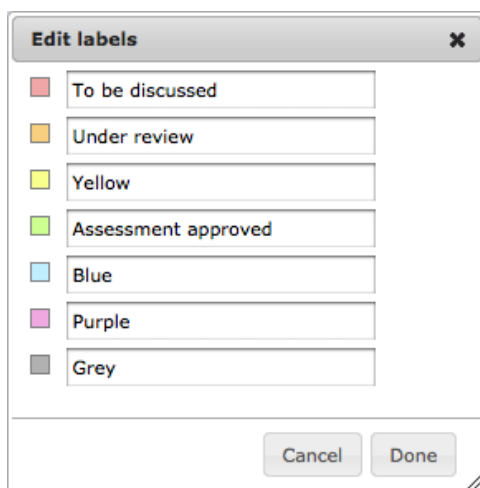 Edit labels
To be discussed
Under review
Yellow
Assessment approved
Blue
Purple
Grey
Cancel Done